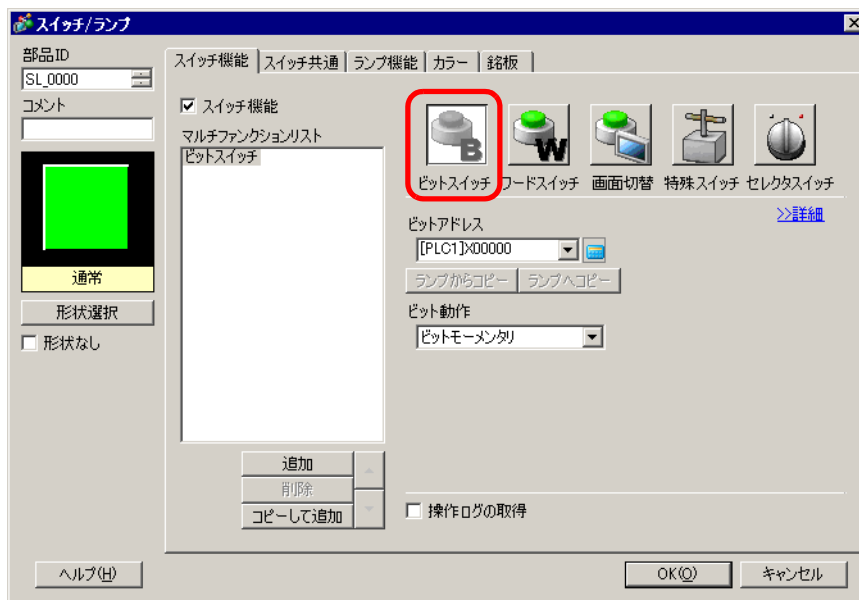 スイッチ/ランプ
部品ID
SL_0000
コメント
通常
形状選択
形状なし
スイッチ機能
スイッチ共通
ランプ機能
カラー
銘板
スイッチ機能
マルチファンクションリスト
ビットスイッチ
追加
削除
コピーして追加
B
W
ビットスイッチ
ワードスイッチ
画面切替
特殊スイッチ
セレクタスイッチ
>>詳細
ビットアドレス
[PLC1]X00000
ランプからコピー
ランプへコピー
ビット動作
ビットモーメンタリ
操作ログの取得
ヘルプ(H)
OK(O)
キャンセル